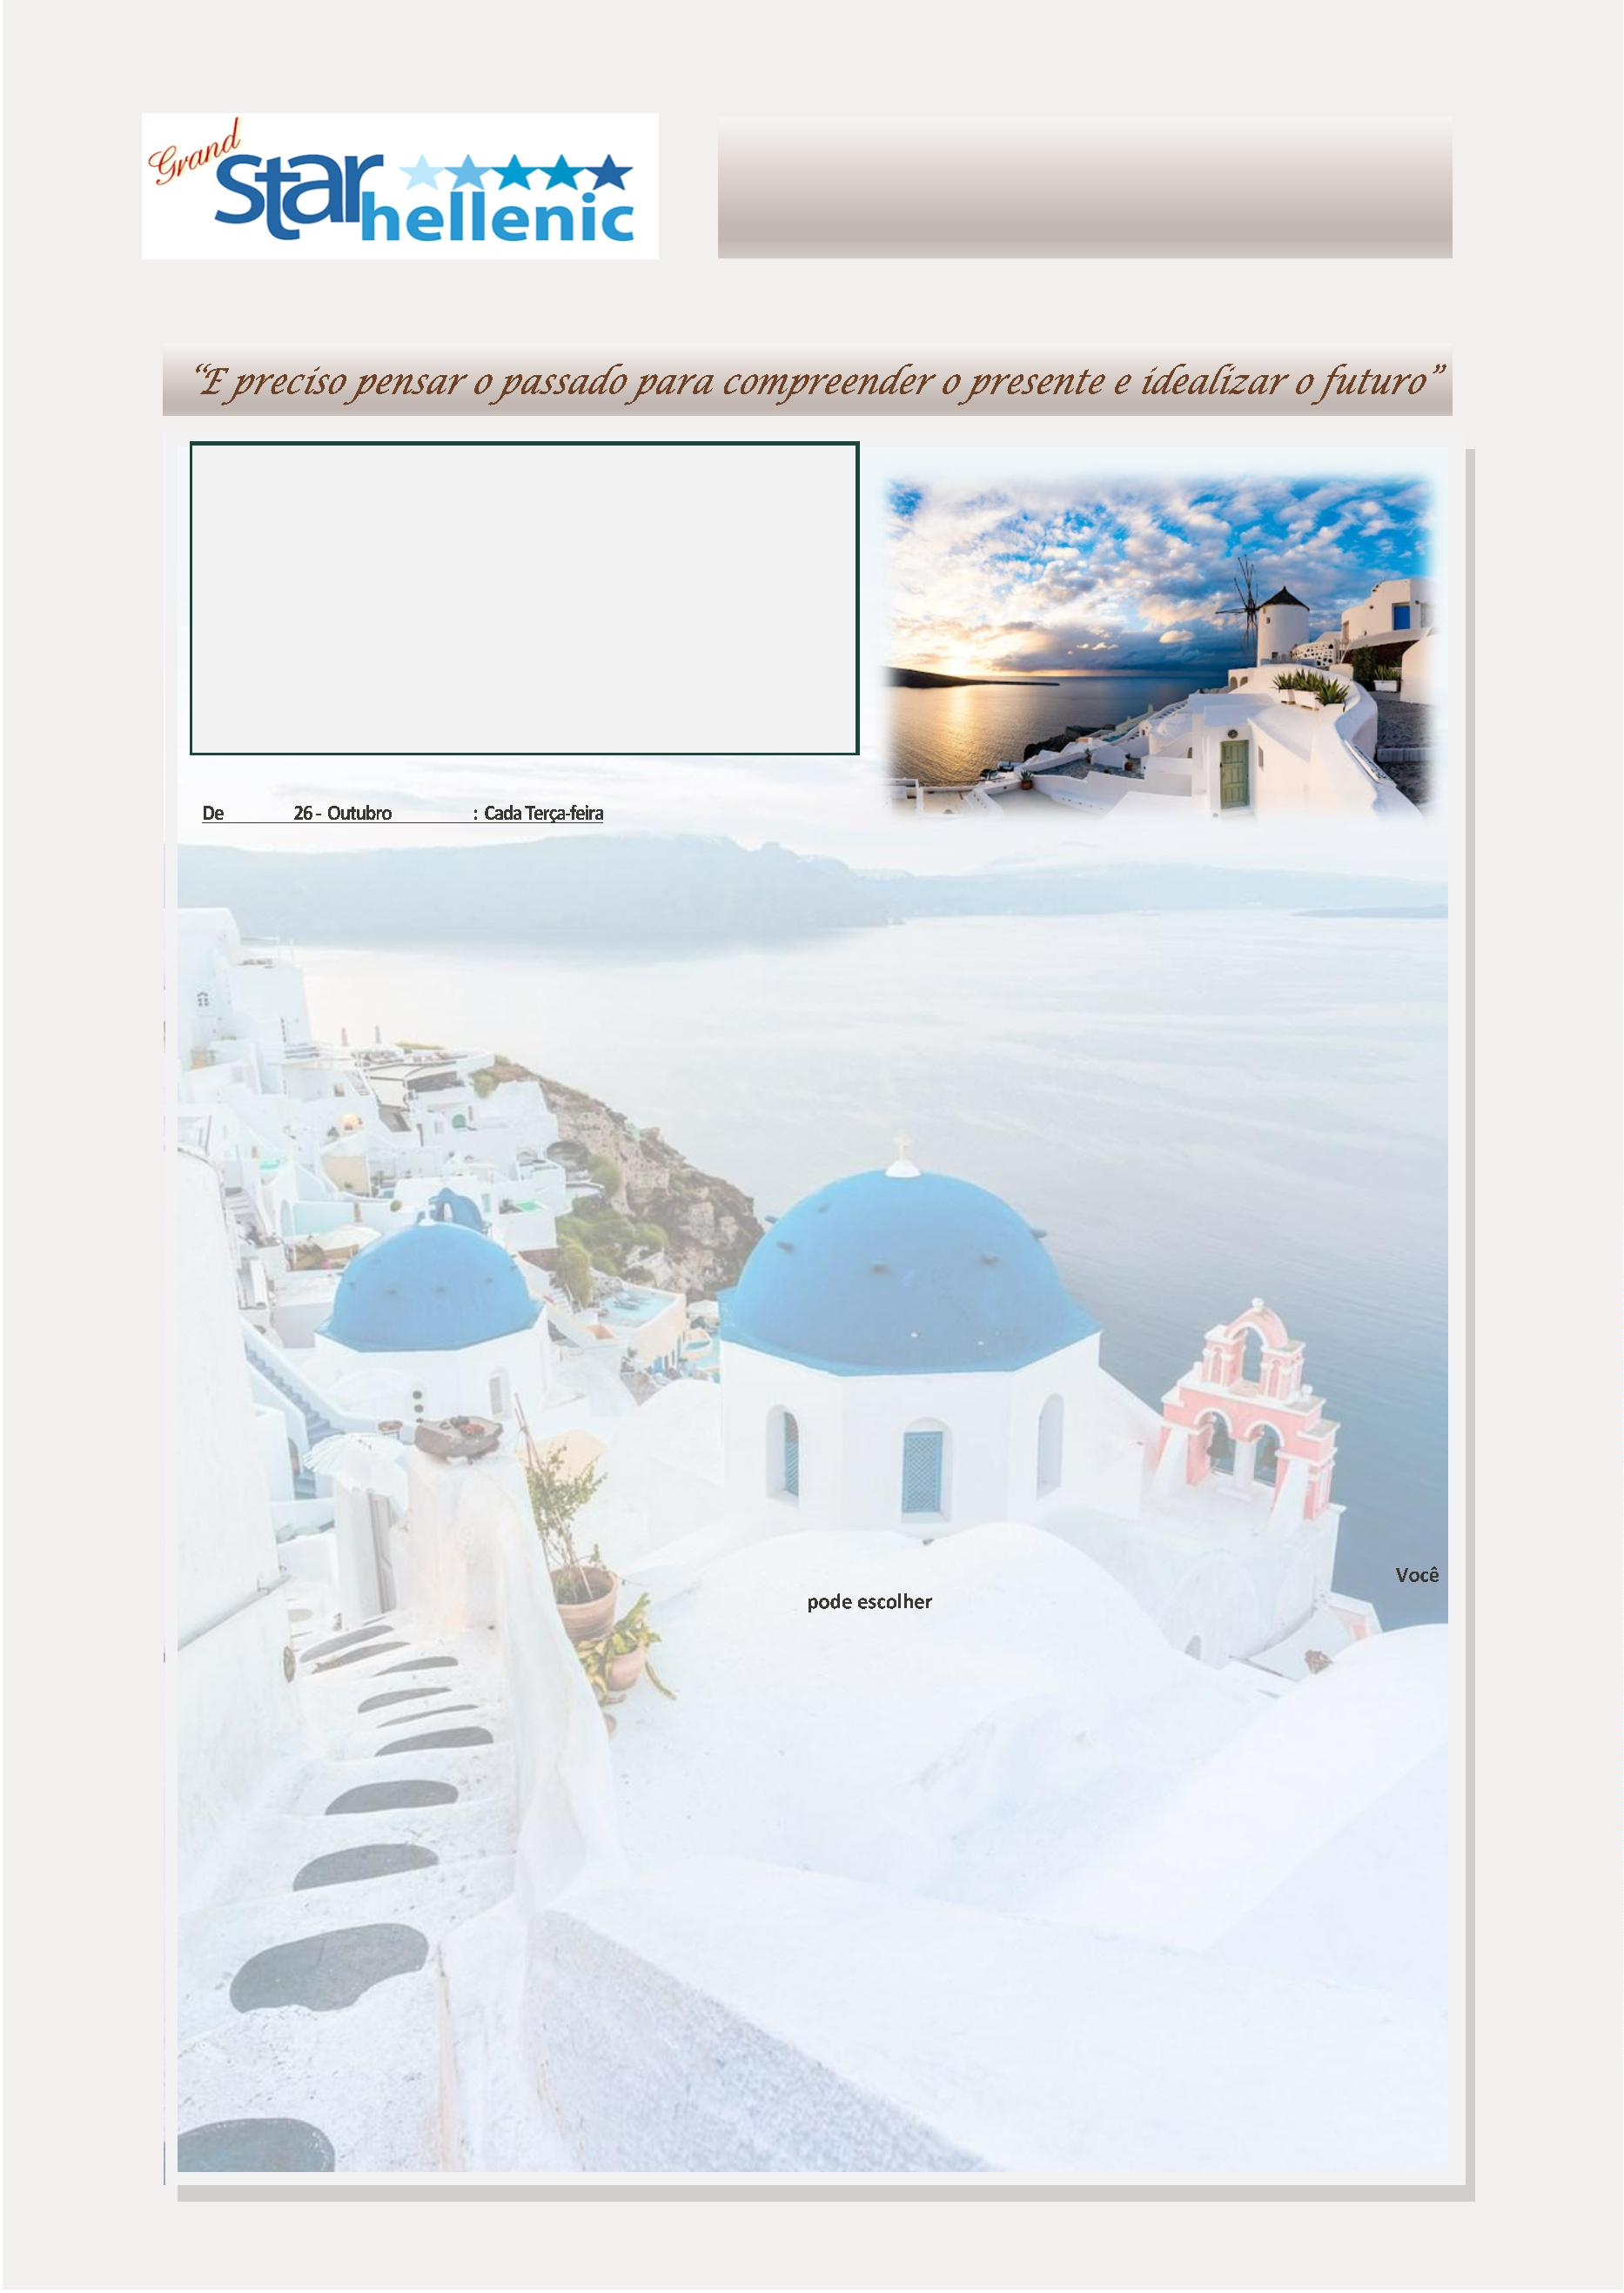 Grand
star
hellenic
“E preciso pensar o passado para compreender o presente e idealizar o futuro”
De 26 - Outubro : Cada Terça-feira
Você
pode escolher